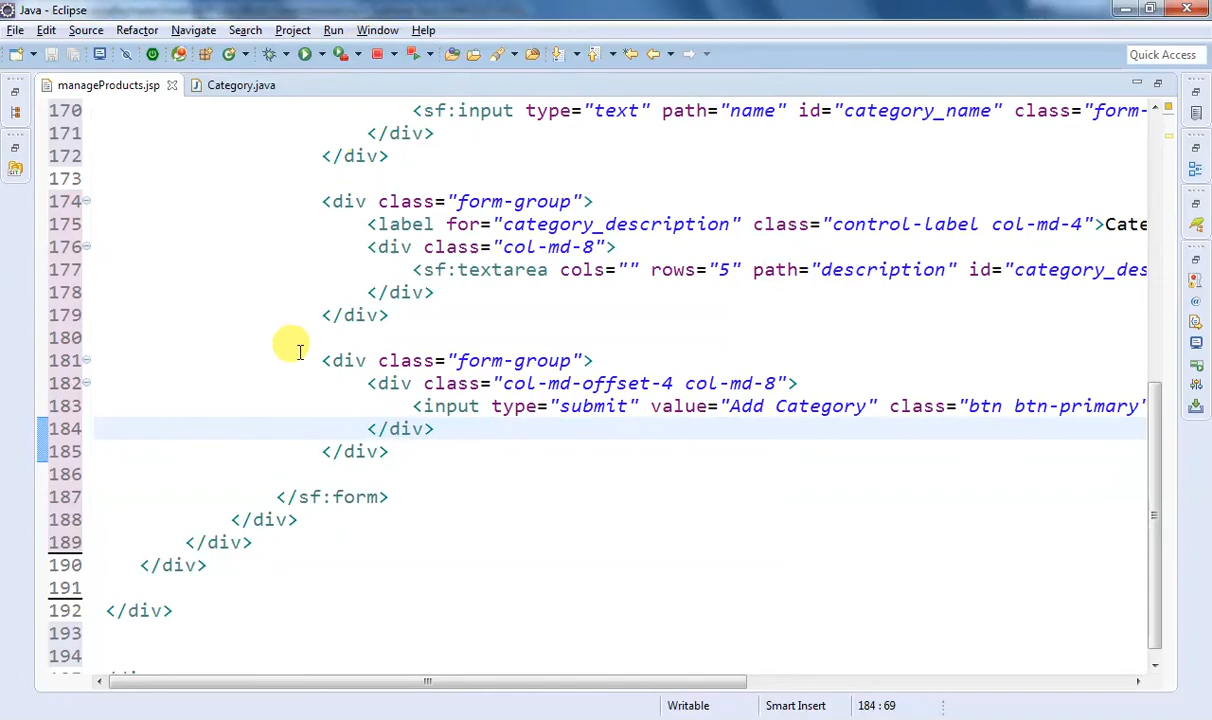 Java - Eclipse
File Edit Source Refactor Navigate Search Project Run Window Help
Quick Access
manageProducts.jsp Category.java
170 <sf:input type="text" path="name" id="category_name" class="form-
171 </div>
172 </div>
173
174 <div class="form-group">
175 <label for="category_description" class="control-label col-md-4">Cate
176 <div class="col-md-8">
177 <sf:textarea cols="" rows="5" path="description" id="category_des
178 </div>
179 </div>
180
181 <div class="form-group">
182 <div class="col-md-offset-4 col-md-8">
183 <input type="submit" value="Add Category" class="btn btn-primary"
184 </div>
185 </div>
186
187 </sf:form>
188 </div>
189 </div>
190 </div>
191
192 </div>
193
194
Writable Smart Insert 184 : 69